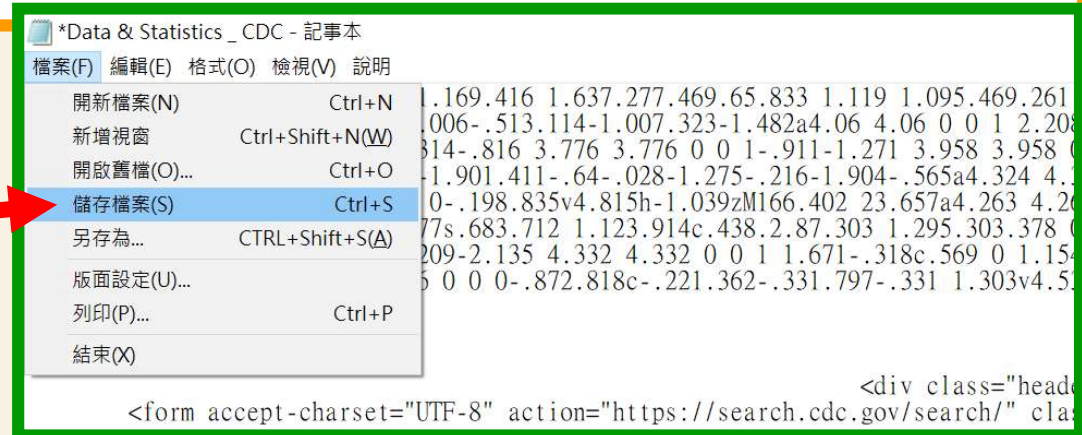 *Data & Statistics _ CDC - 記事本
檔案(F) 編輯(E) 格式(O) 檢視(V) 說明
開新檔案(N) Ctrl+N
新增視窗 Ctrl+Shift+N(W)
開啟舊檔(O)... Ctrl+O
儲存檔案(S) Ctrl+S
另存為... CTRL+Shift+S(A)
版面設定(U)...
列印(P)... Ctrl+P
結束(X)
1.169.416 1.637.277.469.65.833 1.119 1.095.469.261
.006-.513.114-1.007.323-1.482a4.06 4.06 0 0 1 2.208
814-.816 3.776 3.776 0 0 1-.911-1.271 3.958 3.958
-1.901.411-.64-.028-1.275-.216-1.904-.565a4.324 4.
0-.198.835v4.815h-1.039zM166.402 23.657a4.263 4.26
77s.683.712 1.123.914c.438.2.87.303 1.295.303.378
209-2.135 4.332 4.332 0 0 1 1.671-.318c.569 0 1.154
0 0 0-.872.818c-.221.362-.331.797-.331 1.303v4.5
<div class="head
<form accept-charset="UTF-8" action="https://search.cdc.gov/search/" cla